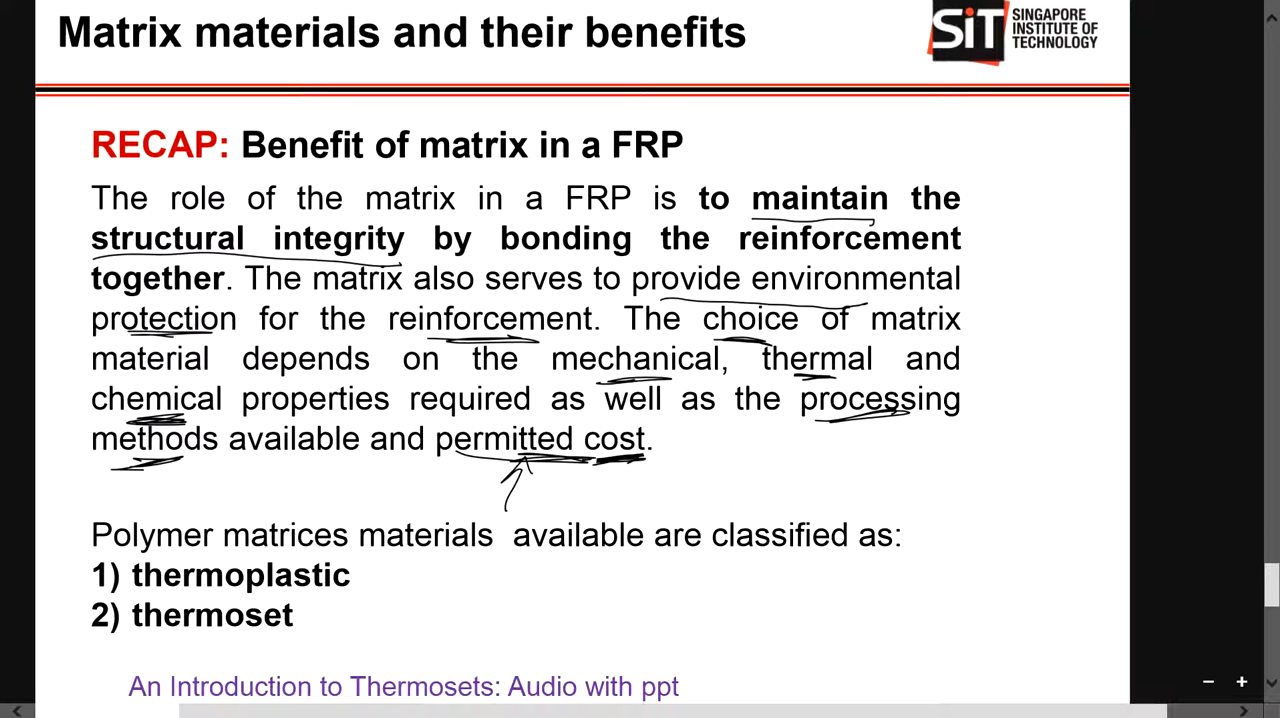 Matrix materials and their benefits
SiT SINGAPORE
INSTITUTE OF
TECHNOLOGY
RECAP: Benefit of matrix in a FRP
The role of the matrix in a FRP is to maintain the
structural integrity by bonding the reinforcement
together. The matrix also serves to provide environmental
protection for the reinforcement. The choice of matrix
material depends on the mechanical, thermal and
chemical properties required as well as the processing
methods available and permitted cost.
Polymer matrices materials available are classified as:
1) thermoplastic
2) thermoset
An Introduction to Thermosets: Audio with ppt